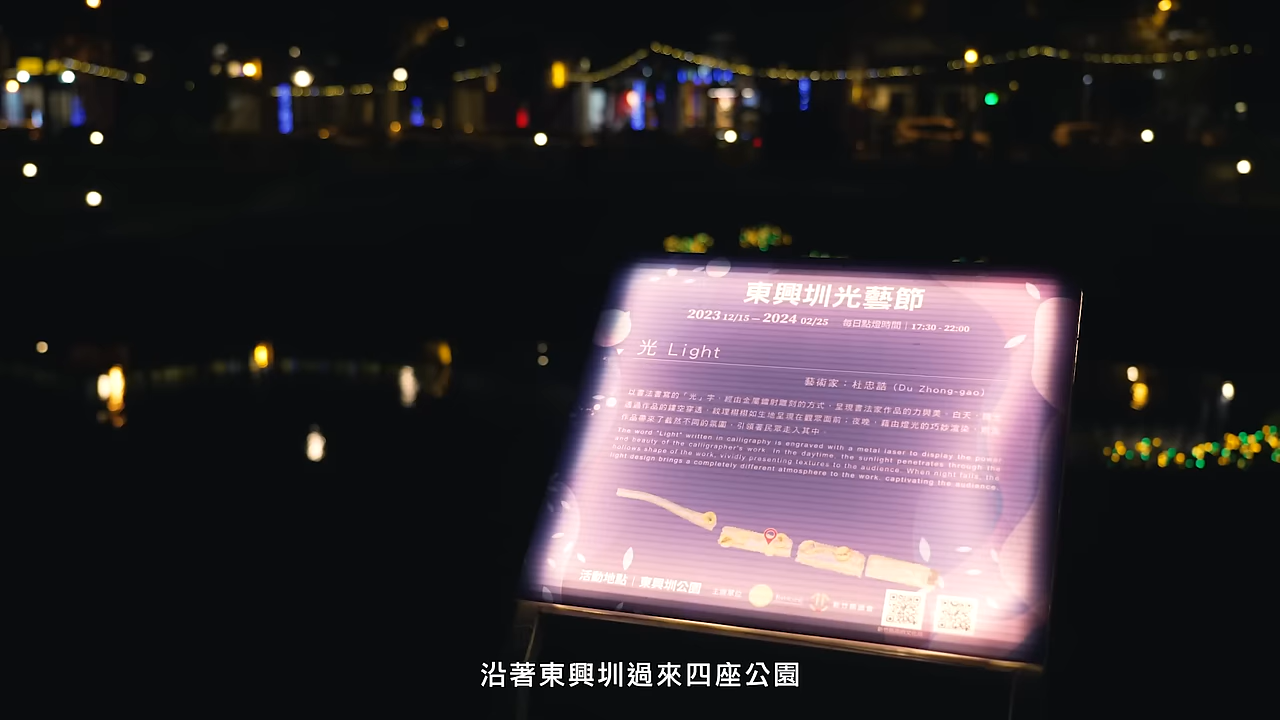 東興圳光藝節
2023 12/15 — 2024 02/25 每日點燈時間｜17:30 - 22:00
光 Light
藝術家：杜忠誥（Du Zhong-gao）
以書法書寫的「光」字，經由金屬鐳射雕刻的方式，呈現書法家作品的力與美，白天，陽光
透過作品的鏤空穿透，紋理栩栩如生地呈現在觀眾面前；夜晚，藉由燈光的巧妙渲染，
作品帶來了截然不同的氛圍，引領著民眾走入其中。
The word "Light" written in calligraphy is engraved with a metal laser to display the power
and beauty of the calligrapher's work. In the daytime, the sunlight penetrates through the
hollows shape of the work, vividly presenting textures to the audience. When night falls, the
light design brings a completely different atmosphere to the work, captivating the audience.
活動地點｜東興圳公園 主辦單位 新竹縣議會
沿著東興圳過來四座公園